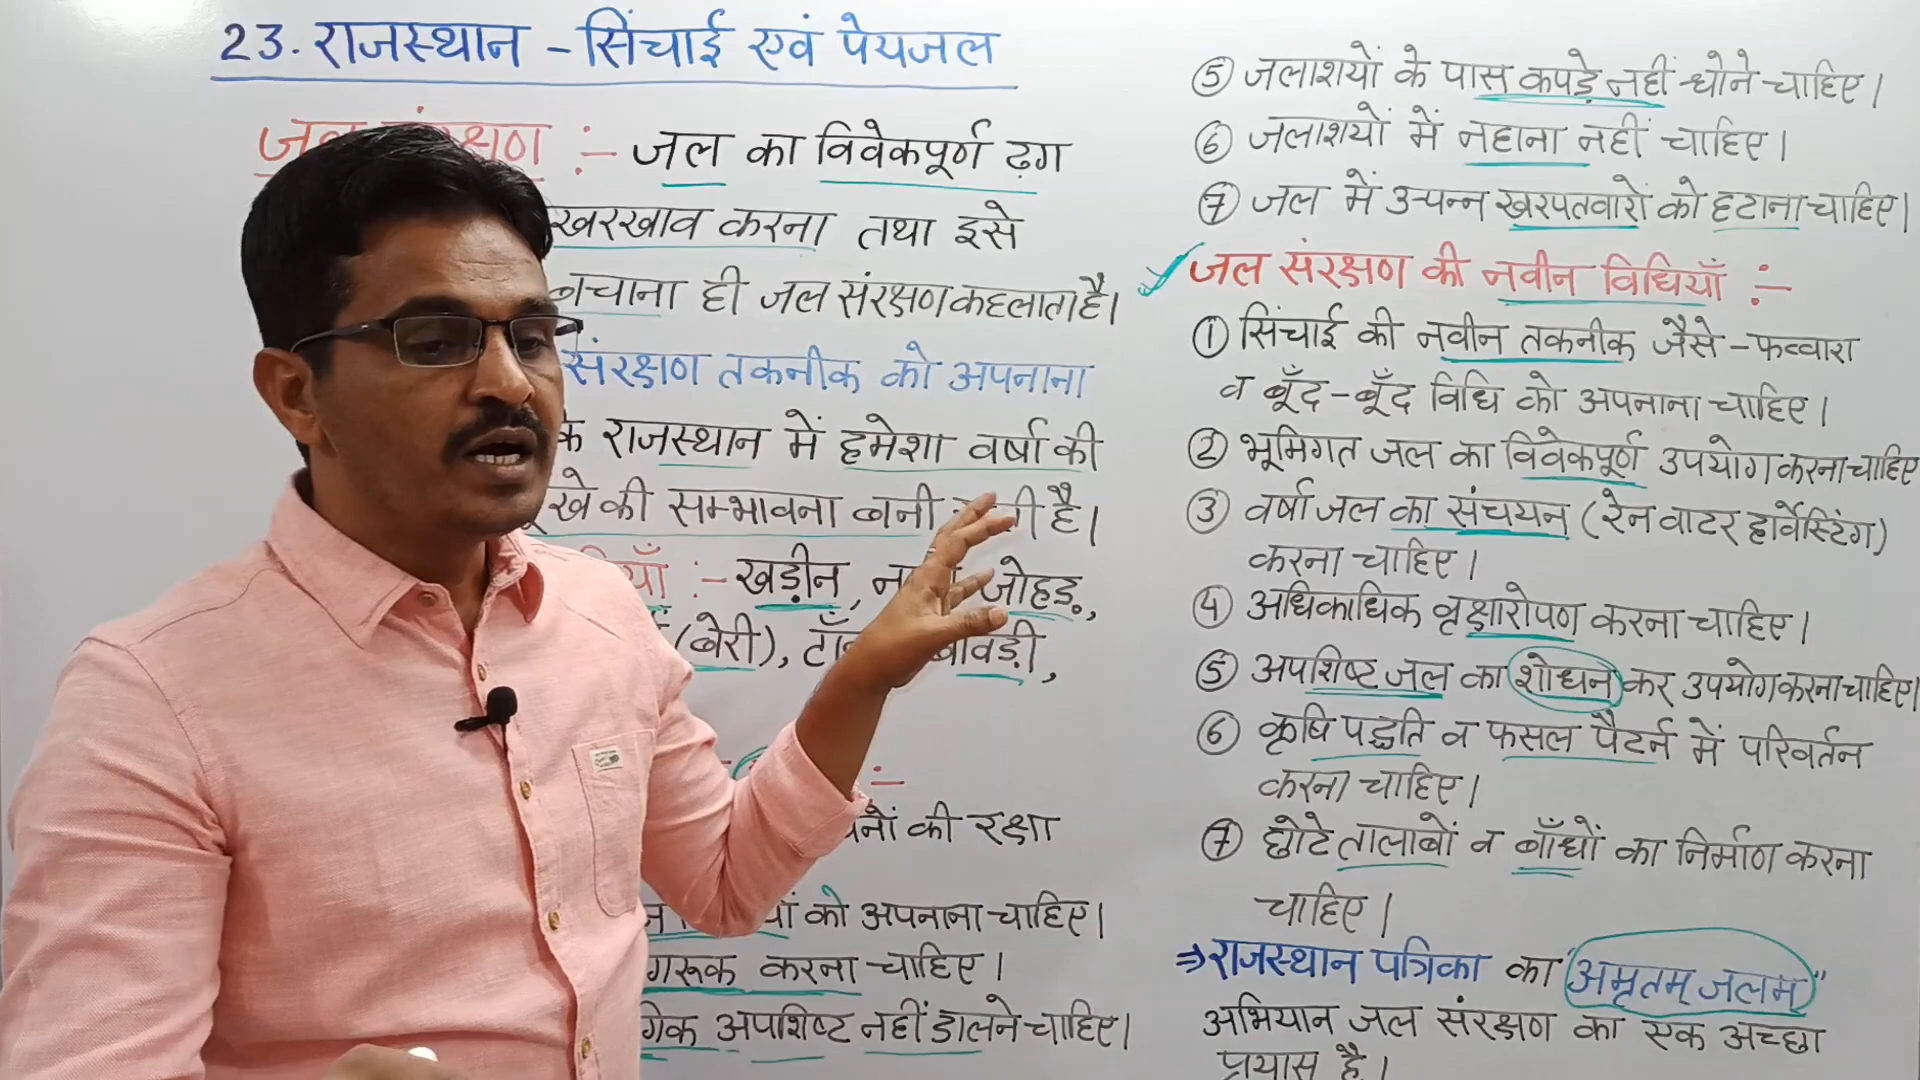 23. राजस्थान - सिंचाई एवं पेयजल
संरक्षण :- जल का विवेकपूर्ण ढ़ग
रखरखाव करना तथा इसे
बचाना ही जल संरक्षण कहलाता है।
संरक्षण तकनीक को अपनाना
राजस्थान में हमेशा वर्षा की
की सम्भावना बनी है।
:- खड़ीन, जोहड़,
(बेरी), बावड़ी,
की रक्षा
को अपनाना चाहिए।
करना चाहिए।
अपशिष्ट नहीं डालने चाहिए।
⑤ जलाशयों के पास कपड़े नहीं धोने चाहिए।
⑥ जलाशयों में नहाना नहीं चाहिए।
⑦ जल में उत्पन्न खरपतवारों को हटाना चाहिए।
जल संरक्षण की नवीन विधियाँ :-
① सिंचाई की नवीन तकनीक जैसे - फव्वारा
व बूँद-बूँद विधि को अपनाना चाहिए।
② भूमिगत जल का विवेकपूर्ण उपयोग करना चाहिए
③ वर्षा जल का संचयन (रेन वाटर हार्वेस्टिंग)
करना चाहिए।
④ अधिकाधिक वृक्षारोपण करना चाहिए।
⑤ अपशिष्ट जल का शोधन कर उपयोग करना चाहिए।
⑥ कृषि पद्धति व फसल पैटर्न में परिवर्तन
करना चाहिए।
⑦ छोटे तालाबों व बाँधों का निर्माण करना
चाहिए।
⇒ राजस्थान पत्रिका का "अमृतम् जलम्"
अभियान जल संरक्षण का एक अच्छा
प्रयास है।